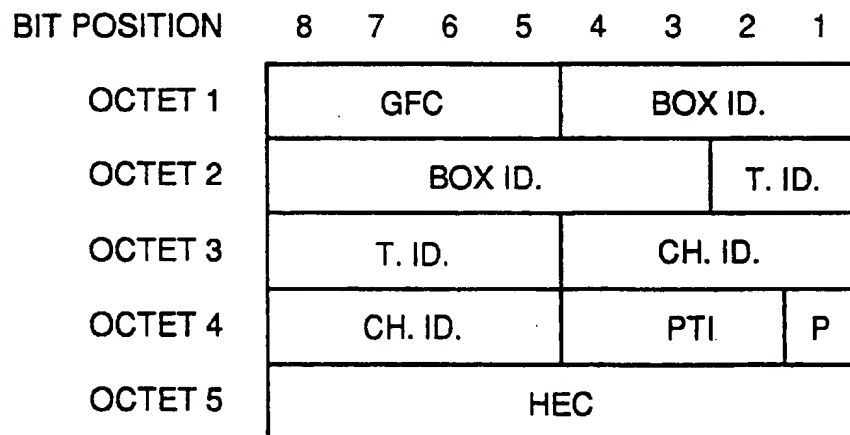 BIT POSITION 8 7 6 5 4 3 2 1
OCTET 1 GFC BOX ID.
OCTET 2 BOX ID. T. ID.
OCTET 3 T. ID. CH. ID.
OCTET 4 CH. ID. PTI P
OCTET 5 HEC